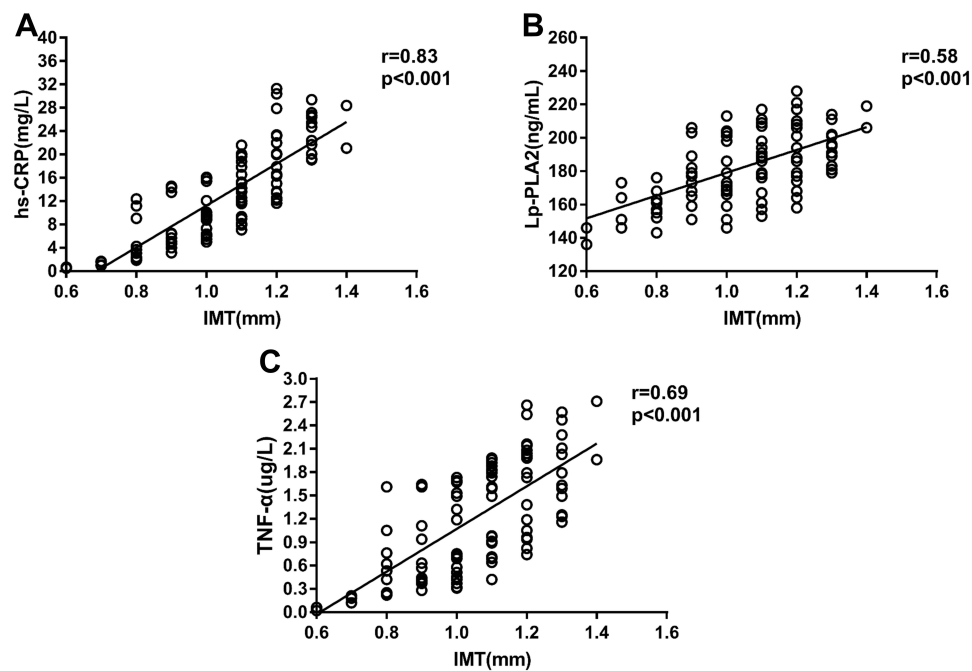 A
hs-CRP(mg/L)
40
36
32
28
24
20
16
12
8
4
0
0.6 0.8 1.0 1.2 1.4 1.6
IMT(mm)
r=0.83
p<0.001
B
Lp-PLA2(ng/mL)
260
240
220
200
180
160
140
120
0.6 0.8 1.0 1.2 1.4 1.6
IMT(mm)
r=0.58
p<0.001
C
TNF-α(ug/L)
3.0
2.7
2.4
2.1
1.8
1.5
1.2
0.9
0.6
0.3
0.0
0.6 0.8 1.0 1.2 1.4 1.6
IMT(mm)
r=0.69
p<0.001